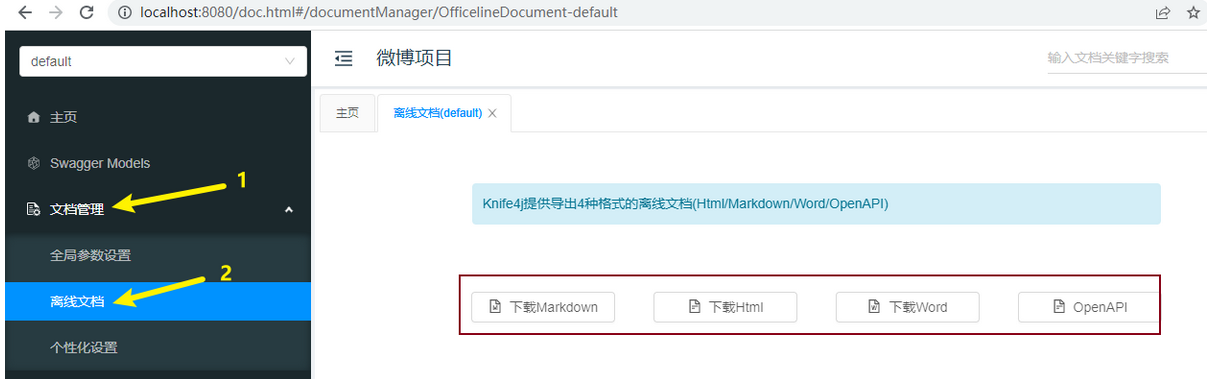 localhost:8080/doc.html#/documentManager/OfficelineDocument-default
default
微博项目
输入文档关键字搜索
主页
离线文档(default)
主页
Swagger Models
1
文档管理
Knife4j提供导出4种格式的离线文档(Html/Markdown/Word/OpenAPI)
全局参数设置
2
离线文档
下载Markdown
下载Html
下载Word
OpenAPI
个性化设置